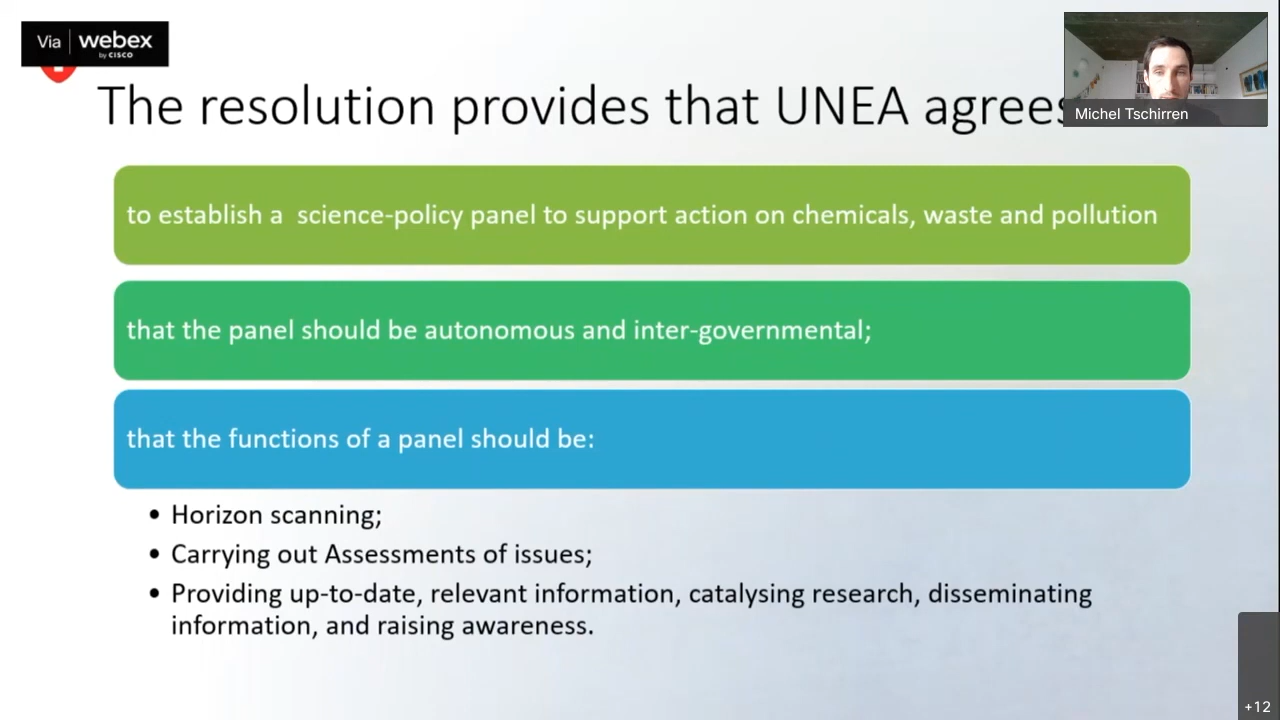 Via webex
by CISCO
Michel Tschirren
The resolution provides that UNEA agrees
to establish a  science-policy panel to support action on chemicals, waste and pollution
that the panel should be autonomous and inter-governmental;
that the functions of a panel should be:
• Horizon scanning;
• Carrying out Assessments of issues;
• Providing up-to-date, relevant information, catalysing research, disseminating
information, and raising awareness.
+12